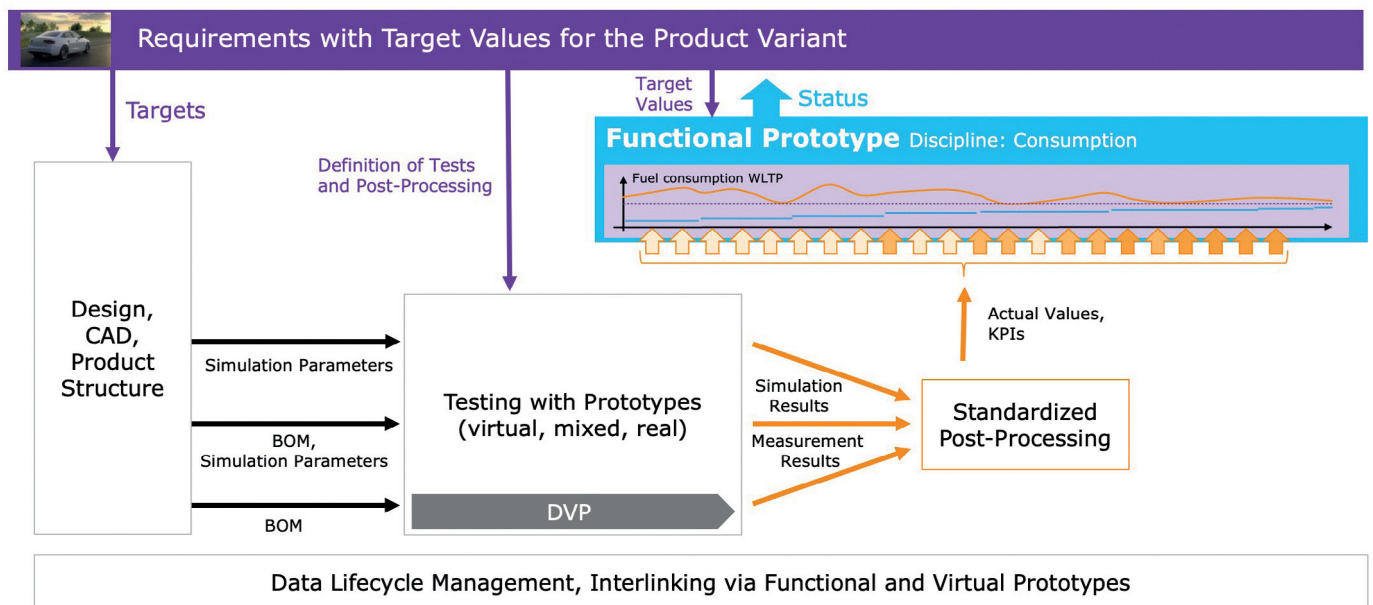 Requirements with Target Values for the Product Variant
Targets
Target
Values
Status
Definition of Tests
and Post-Processing
Functional Prototype Discipline: Consumption
Fuel consumption WLTP
Design,
CAD,
Product
Structure
Simulation Parameters
BOM,
Simulation Parameters
BOM
Testing with Prototypes
(virtual, mixed, real)
DVP
Simulation
Results
Measurement
Results
Actual Values,
KPIs
Standardized
Post-Processing
Data Lifecycle Management, Interlinking via Functional and Virtual Prototypes